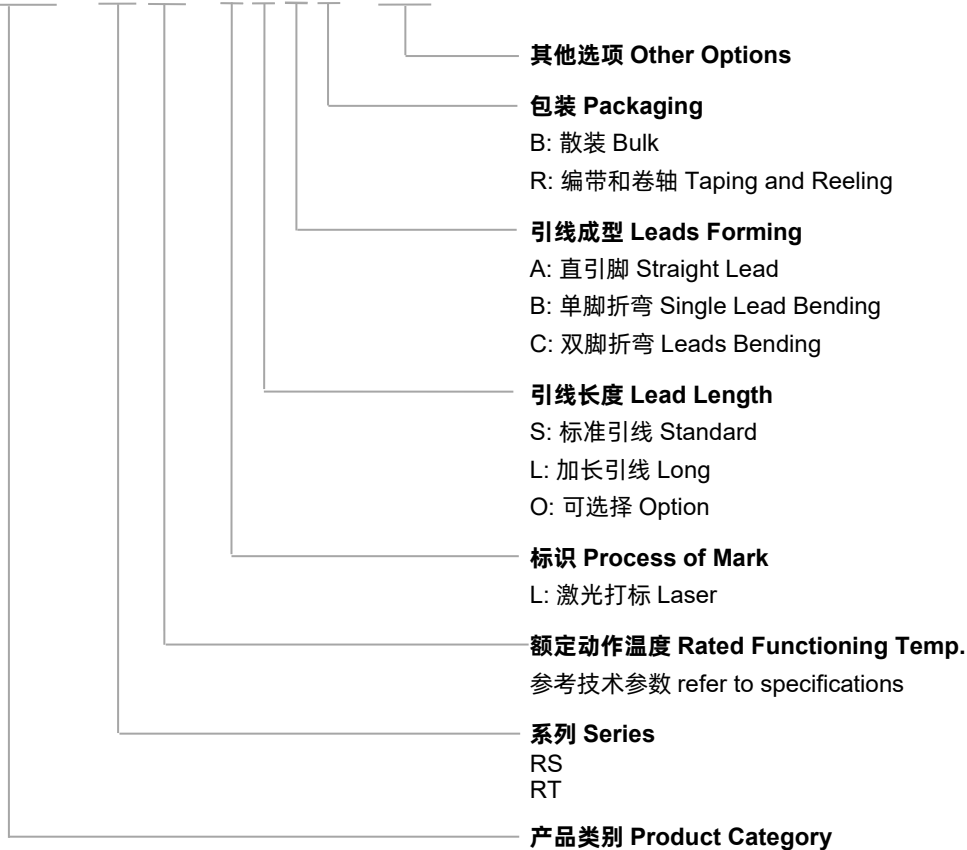 其他选项 Other Options
包装 Packaging
B: 散装 Bulk
R: 编带和卷轴 Taping and Reeling
引线成型 Leads Forming
A: 直引脚 Straight Lead
B: 单脚折弯 Single Lead Bending
C: 双脚折弯 Leads Bending
引线长度 Lead Length
S: 标准引线 Standard
L: 加长引线 Long
O: 可选择 Option
标识 Process of Mark
L: 激光打标 Laser
额定动作温度 Rated Functioning Temp.
参考技术参数 refer to specifications
系列 Series
RS
RT
产品类别 Product Category